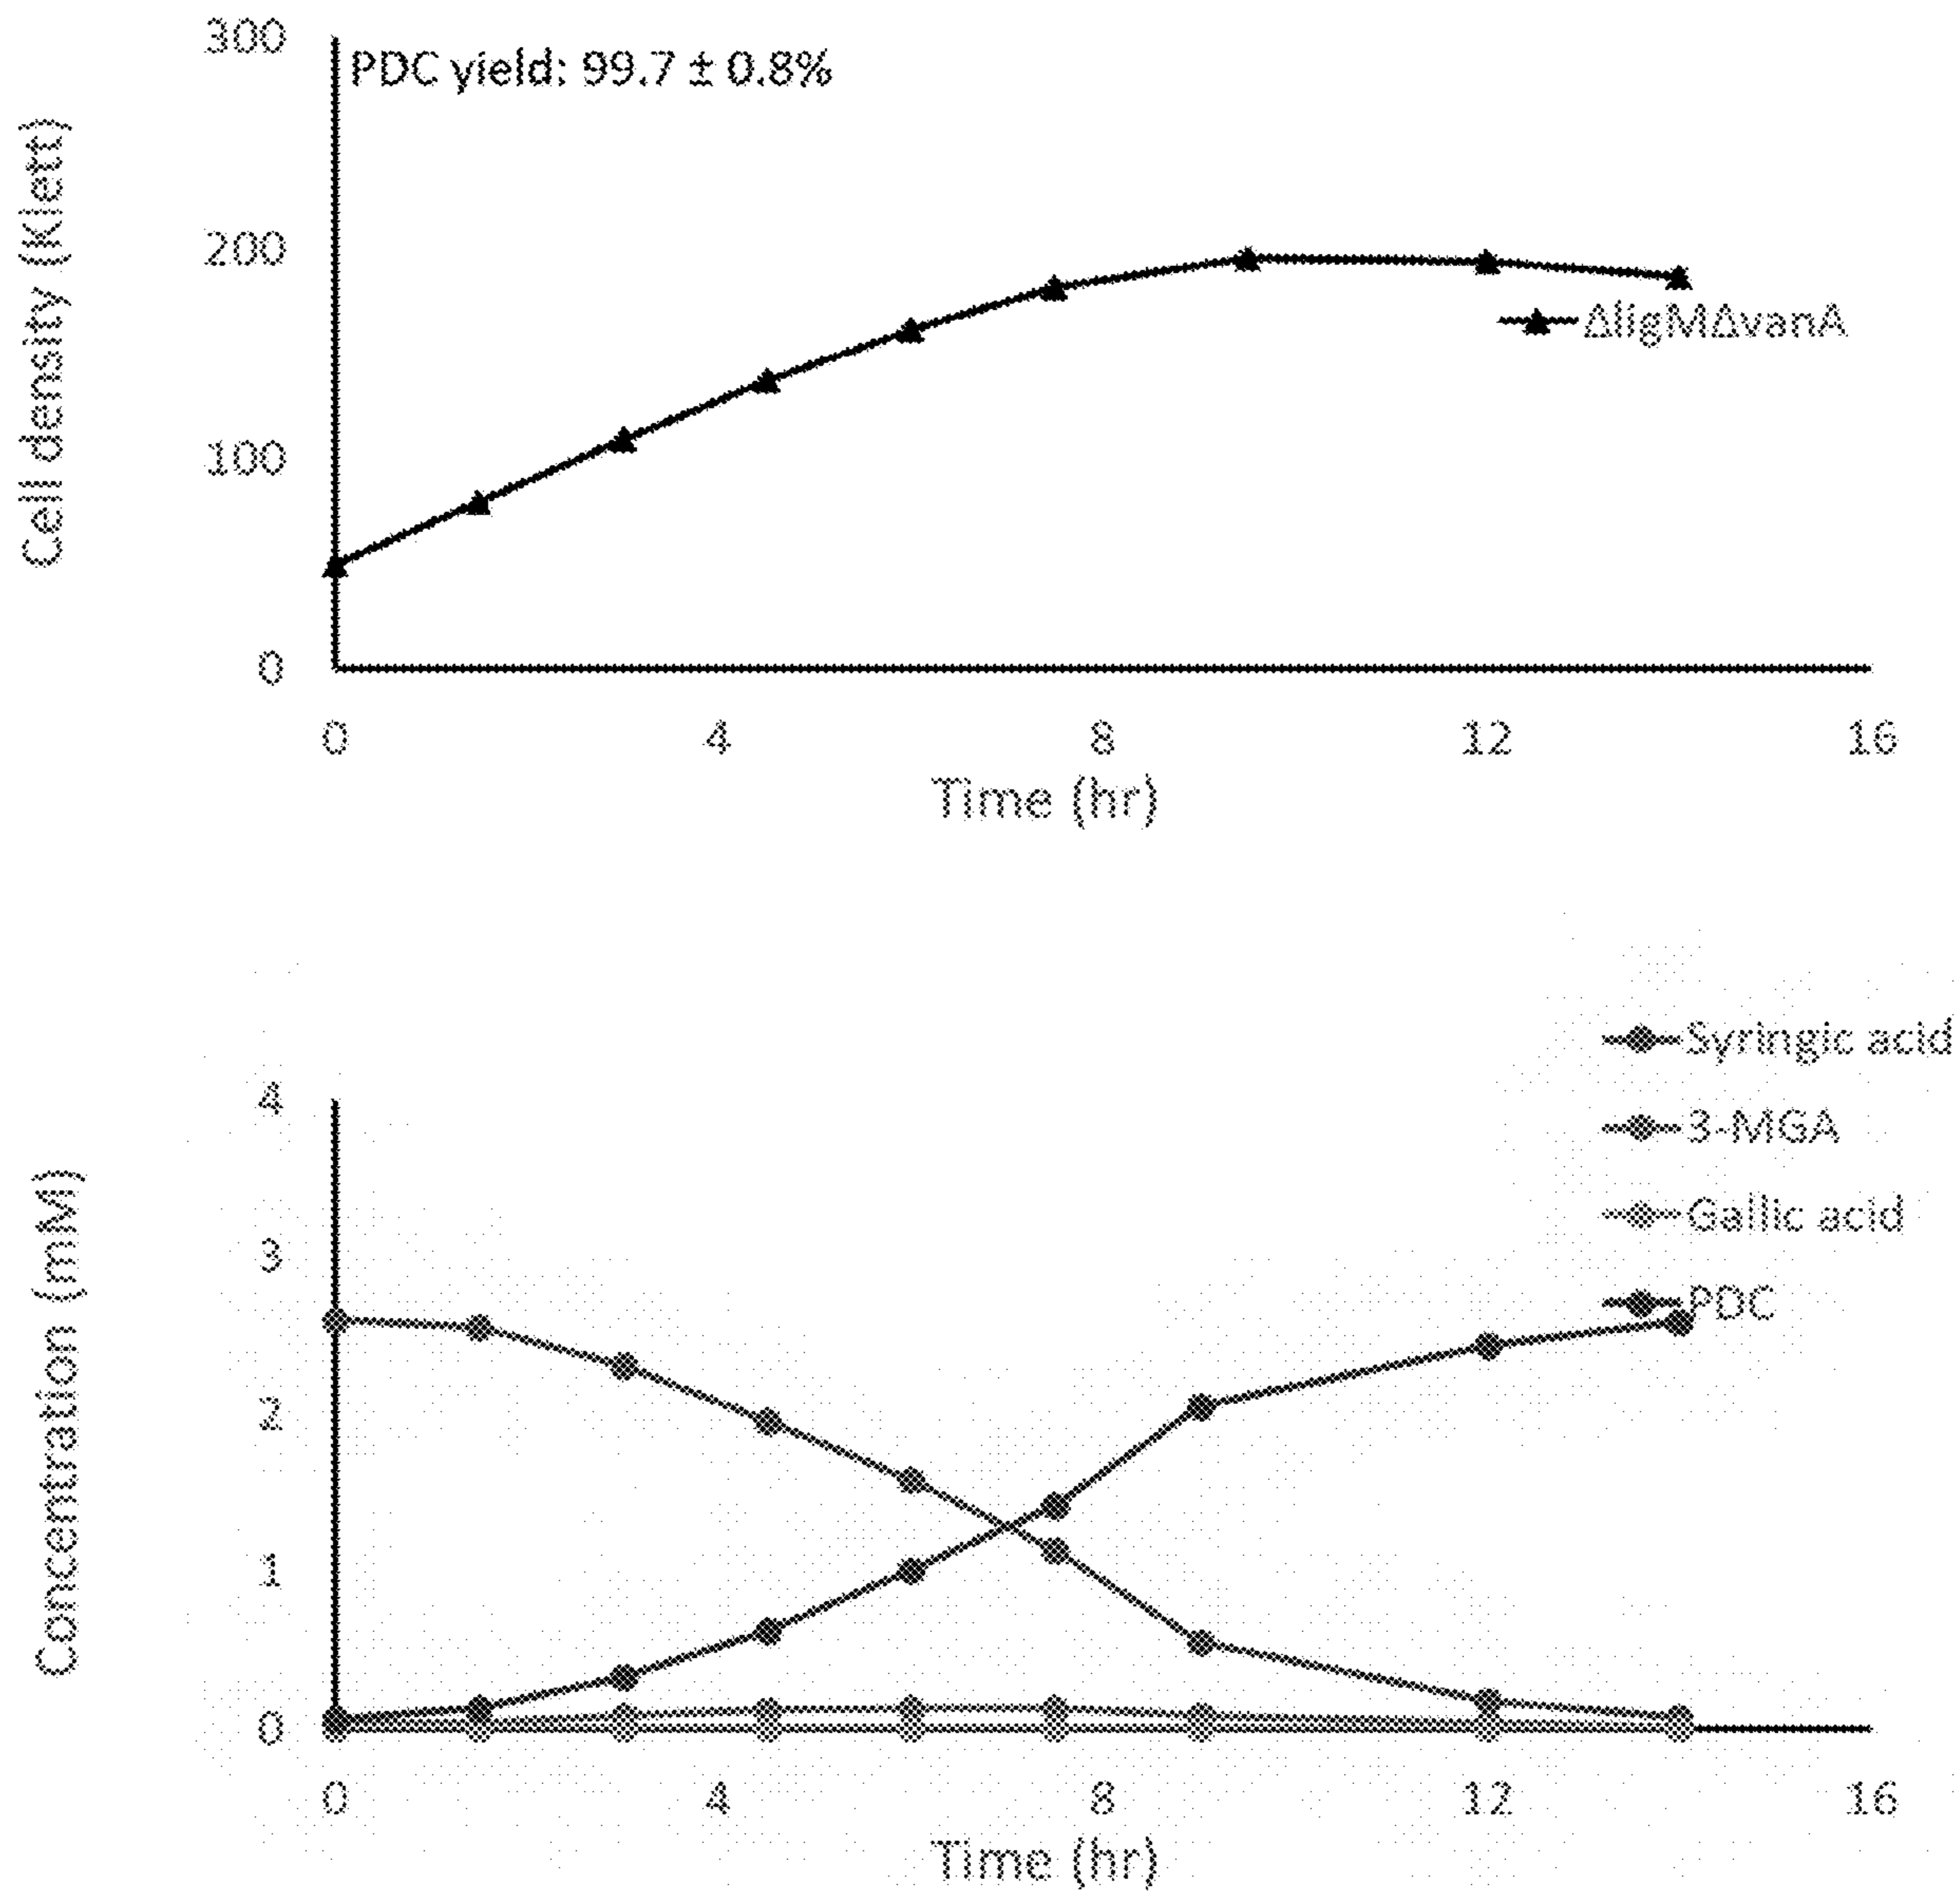 300
PDC yield: 99.7 ± 0.8%
200
100
0
Cell density (Klett)
ΔligMΔvanA
0 4 8 12 16
Time (hr)
Syringic acid
3-MGA
Gallic acid
PDC
4
3
2
1
0
Concentration (mM)
0 4 8 12 16
Time (hr)